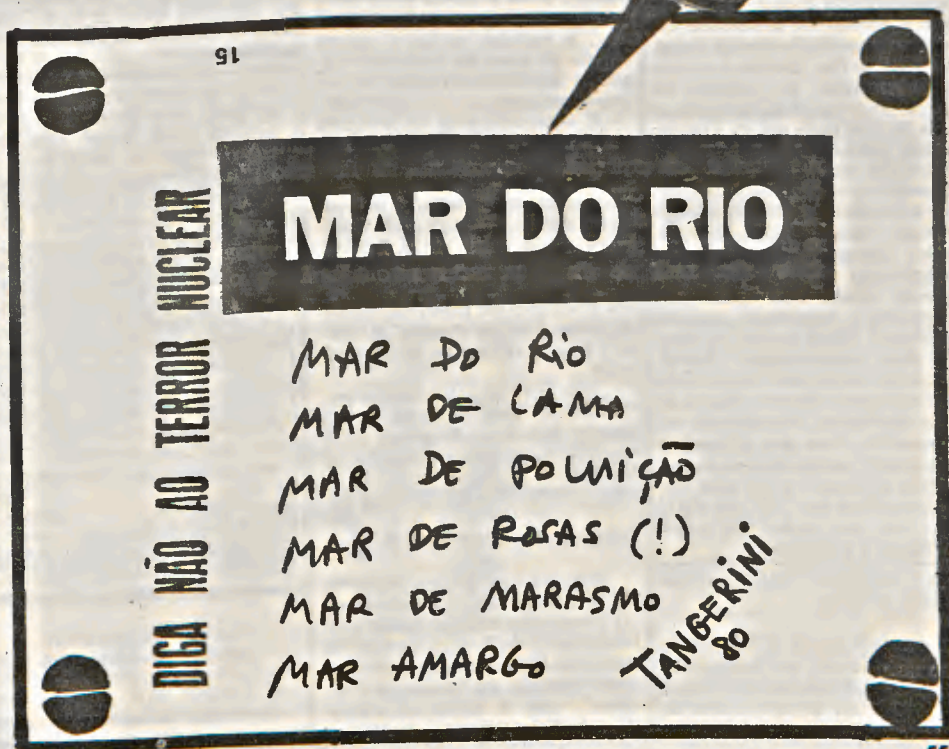 15
DIGA NÃO AO TERROR NUCLEAR
MAR DO RIO
MAR DO RiO
MAR DE LAMA
MAR DE POLUiÇÃO
MAR DE ROSAS (!)
MAR DE MARASMO
MAR AMARGO
TANGERiNi
80